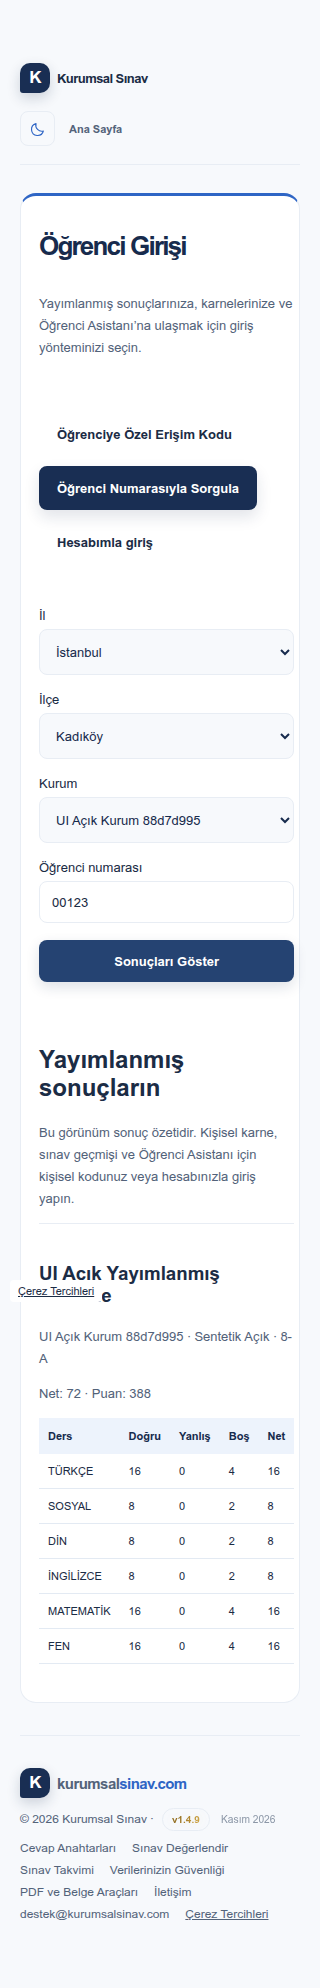 K Kurumsal Sınav
Ana Sayfa
Öğrenci Girişi
Yayımlanmış sonuçlarınıza, karnelerinize ve
Öğrenci Asistanı’na ulaşmak için giriş
yönteminizi seçin.
Öğrenciye Özel Erişim Kodu
Öğrenci Numarasıyla Sorgula
Hesabımla giriş
İl
İstanbul
İlçe
Kadıköy
Kurum
UI Açık Kurum 88d7d995
Öğrenci numarası
00123
Sonuçları Göster
Yayımlanmış
sonuçların
Bu görünüm sonuç özetidir. Kişisel karne,
sınav geçmişi ve Öğrenci Asistanı için
kişisel kodunuz veya hesabınızla giriş
yapın.
UI Açık Yayımlanmış
Çerez Tercihleri
UI Açık Kurum 88d7d995 · Sentetik Açık · 8-
A
Net: 72 · Puan: 388
Ders Doğru Yanlış Boş Net
TÜRKÇE 16 0 4 16
SOSYAL 8 0 2 8
DİN 8 0 2 8
İNGİLİZCE 8 0 2 8
MATEMATİK 16 0 4 16
FEN 16 0 4 16
K kurumsalsinav.com
© 2026 Kurumsal Sınav · v1.4.9 Kasım 2026
Cevap Anahtarları Sınav Değerlendir
Sınav Takvimi Verilerinizin Güvenliği
PDF ve Belge Araçları İletişim
destek@kurumsalsinav.com Çerez Tercihleri